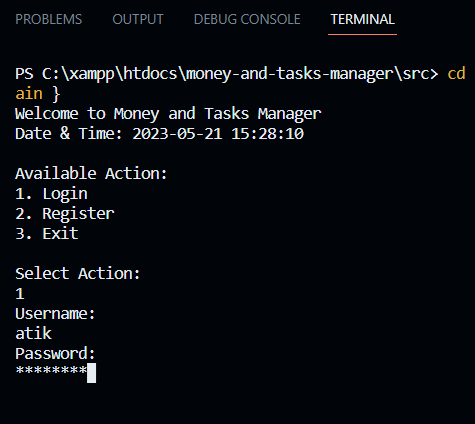 PROBLEMS OUTPUT DEBUG CONSOLE TERMINAL
PS C:\xampp\htdocs\money-and-tasks-manager\src> cd
ain }
Welcome to Money and Tasks Manager
Date & Time: 2023-05-21 15:28:10
Available Action:
1. Login
2. Register
3. Exit
Select Action:
1
Username:
atik
Password:
********